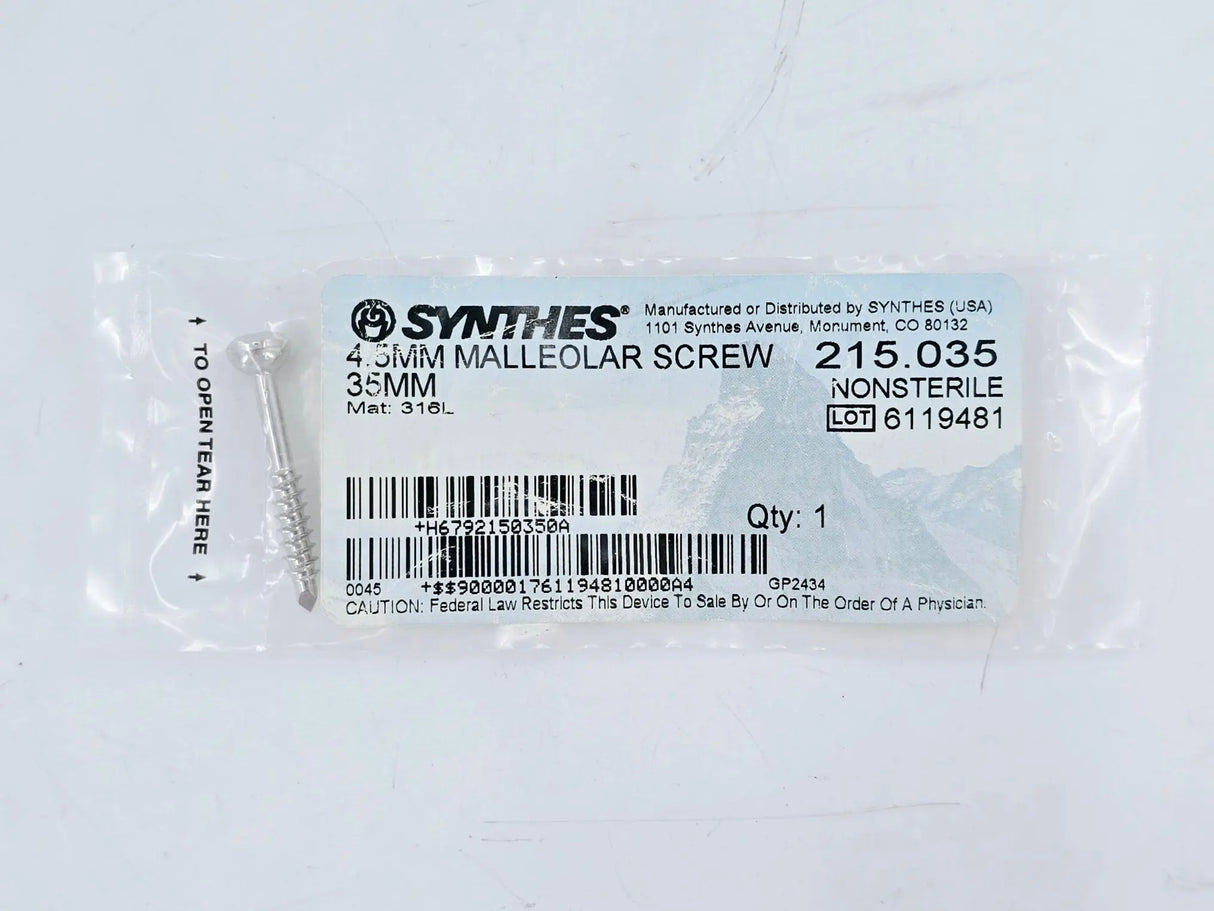 ↑ TO OPEN TEAR HERE ↑
SYNTHES® Manufactured or Distributed by SYNTHES (USA)
1101 Synthes Avenue, Monument, CO 80132
4.5MM MALLEOLAR SCREW 215.035
35MM NONSTERILE
Mat: 316L LOT 6119481
+H6792150350A
Qty: 1
0045 +$$900001761194810000A4 GP2434
CAUTION: Federal Law Restricts This Device To Sale By Or On The Order Of A Physician.